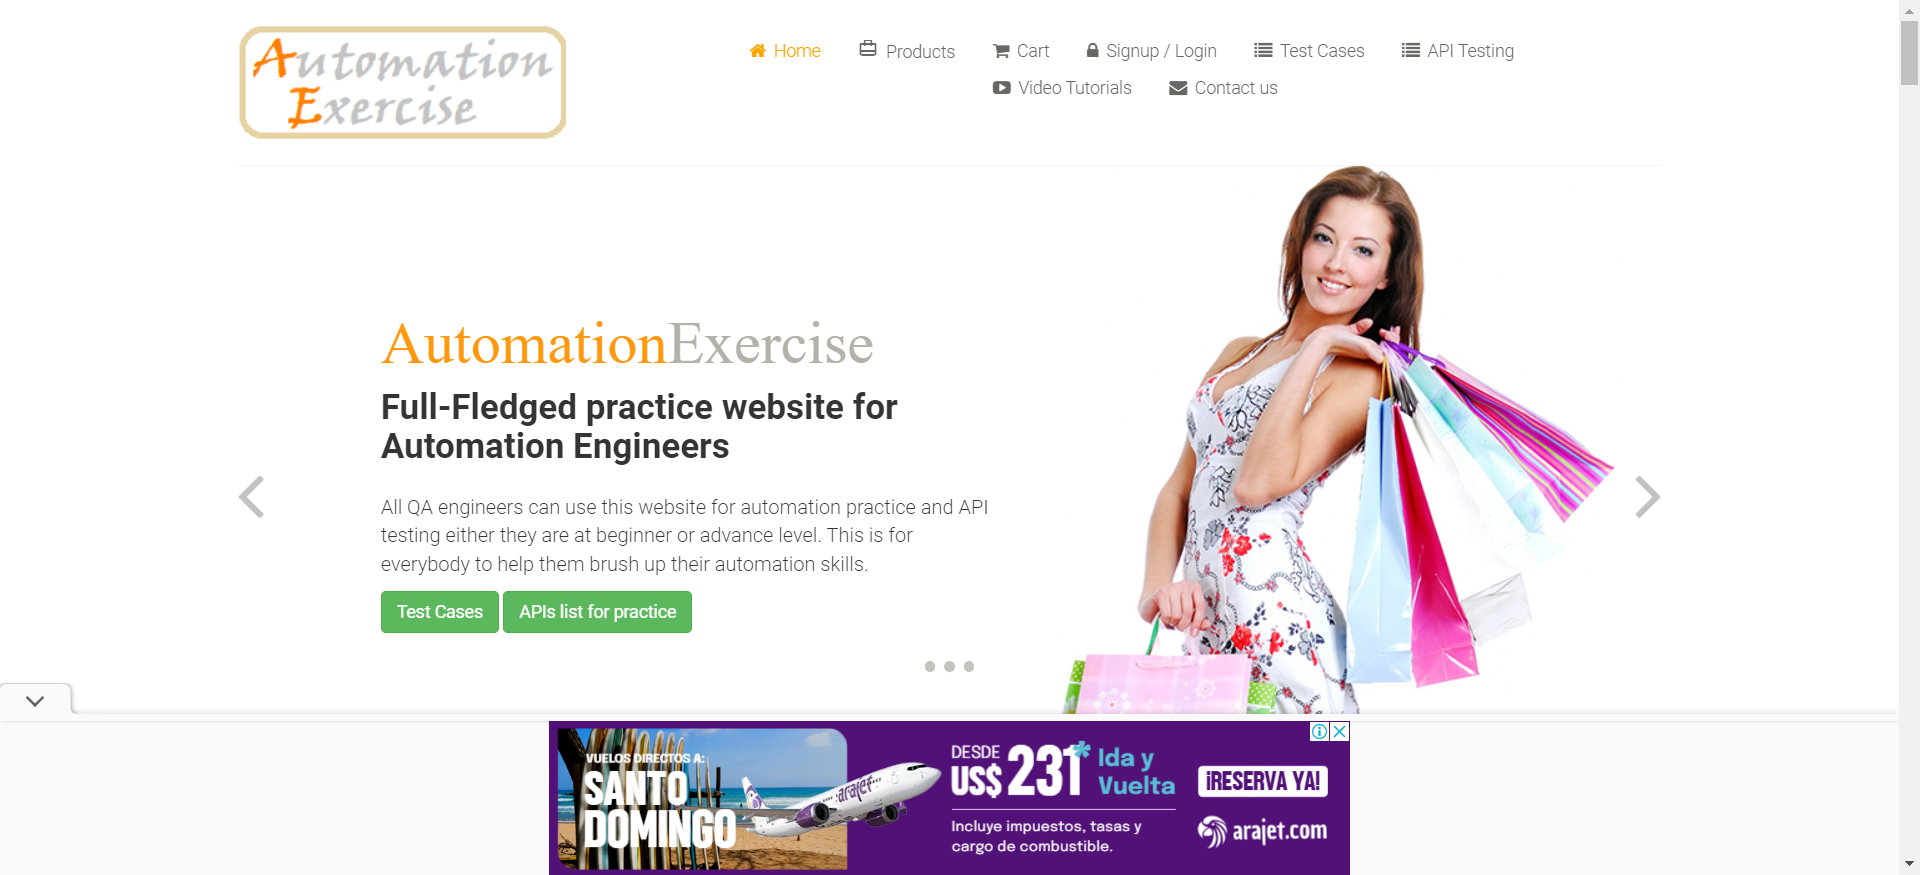 Automation
Exercise
Home
Products
Cart
Signup / Login
Test Cases
API Testing
Video Tutorials
Contact us
AutomationExercise
Full-Fledged practice website for
Automation Engineers
All QA engineers can use this website for automation practice and API
testing either they are at beginner or advance level. This is for
everybody to help them brush up their automation skills.
Test Cases
APIs list for practice
VUELOS DIRECTOS A:
SANTO
DOMINGO
arajet
DESDE
US$ 231*
Ida y
Vuelta
Incluye impuestos, tasas y
cargo de combustible.
¡RESERVA YA!
arajet.com